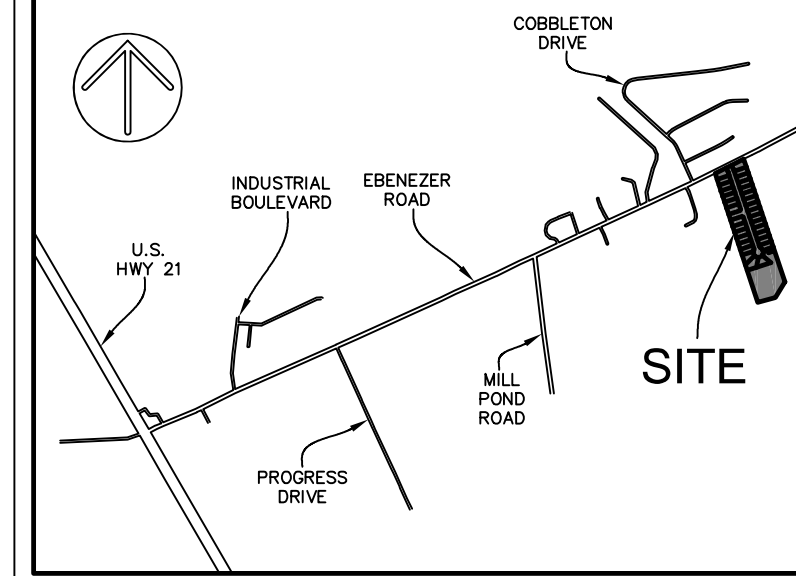 COBBLETON
DRIVE
INDUSTRIAL
BOULEVARD
EBENEZER
ROAD
U.S.
HWY 21
SITE
MILL
POND
ROAD
PROGRESS
DRIVE